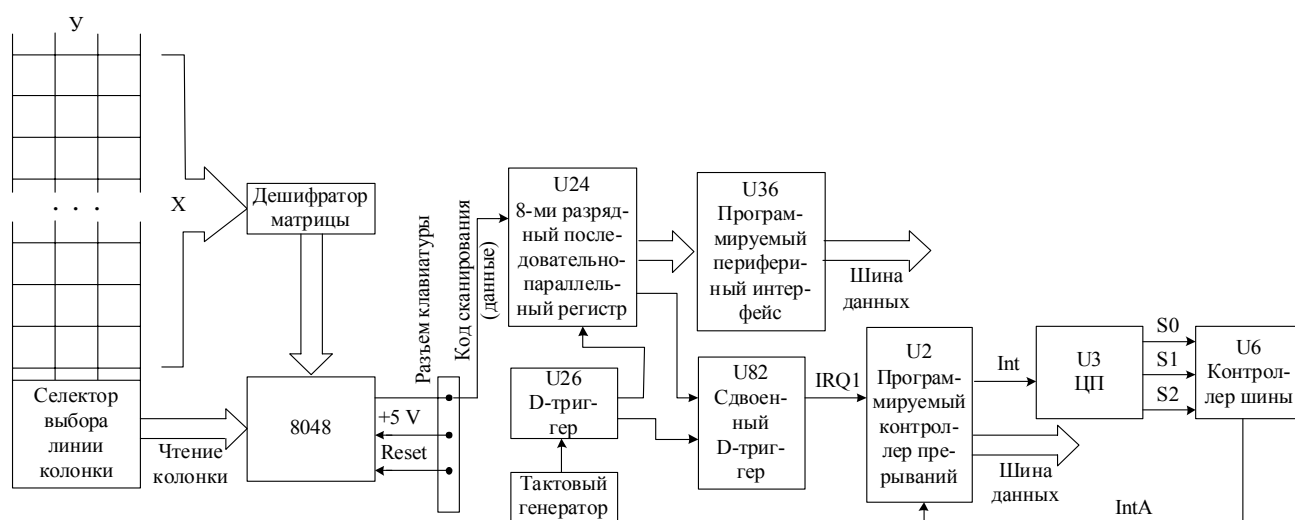 У
. . .
X
Дешифратор
матрицы
Селектор
выбора
линии
колонки
Чтение
колонки
8048
Разъем клавиатуры
+5 V
Reset
Код сканирования
(данные)
U24
8-ми разряд-
ный после-
довательно-
параллель-
ный регистр
U36
Програм-
мируемый
перифери-
ный интер-
фейс
Шина
данных
U26
D-триг-
гер
Тактовый
генератор
U82
Сдвоен-
ный
D-триг-
гер
IRQ1
U2
Програм-
мируемый
контрол-
лер пре-
рываний
Int
Шина
данных
U3
ЦП
S0
S1
S2
U6
Контрол-
лер шины
IntA